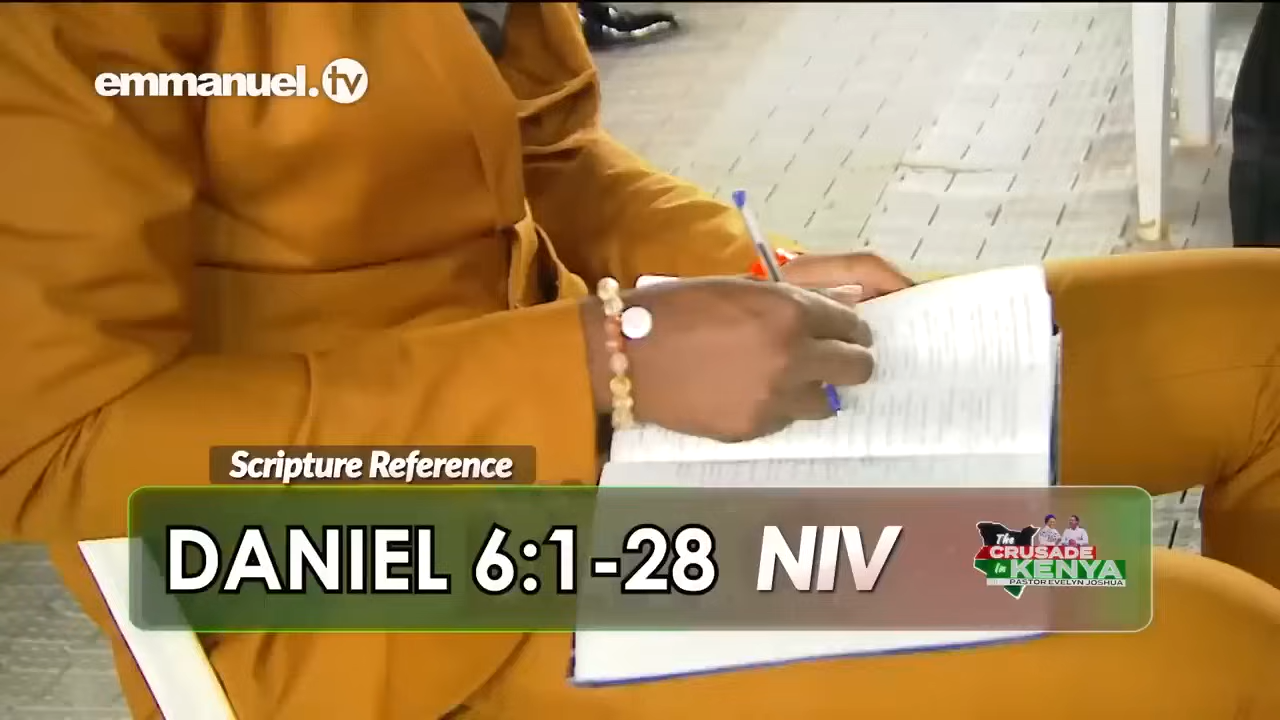 emmanuel.tv
Scripture Reference
DANIEL 6:1-28 NIV
The
CRUSADE
In KENYA
PASTOR EVELYN JOSHUA